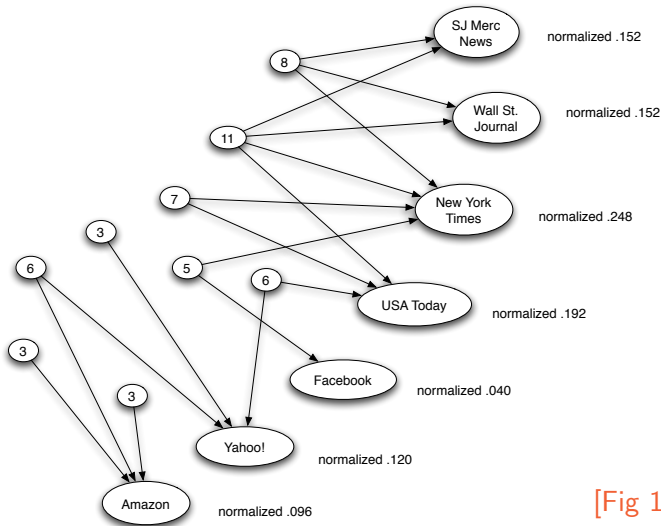 SJ Merc
News
normalized .152
8
Wall St.
Journal
normalized .152
11
7
New York
Times
normalized .248
3
6
5
6
USA Today
normalized .192
3
Facebook
normalized .040
3
Yahoo!
normalized .120
Amazon
normalized .096
[Fig 1